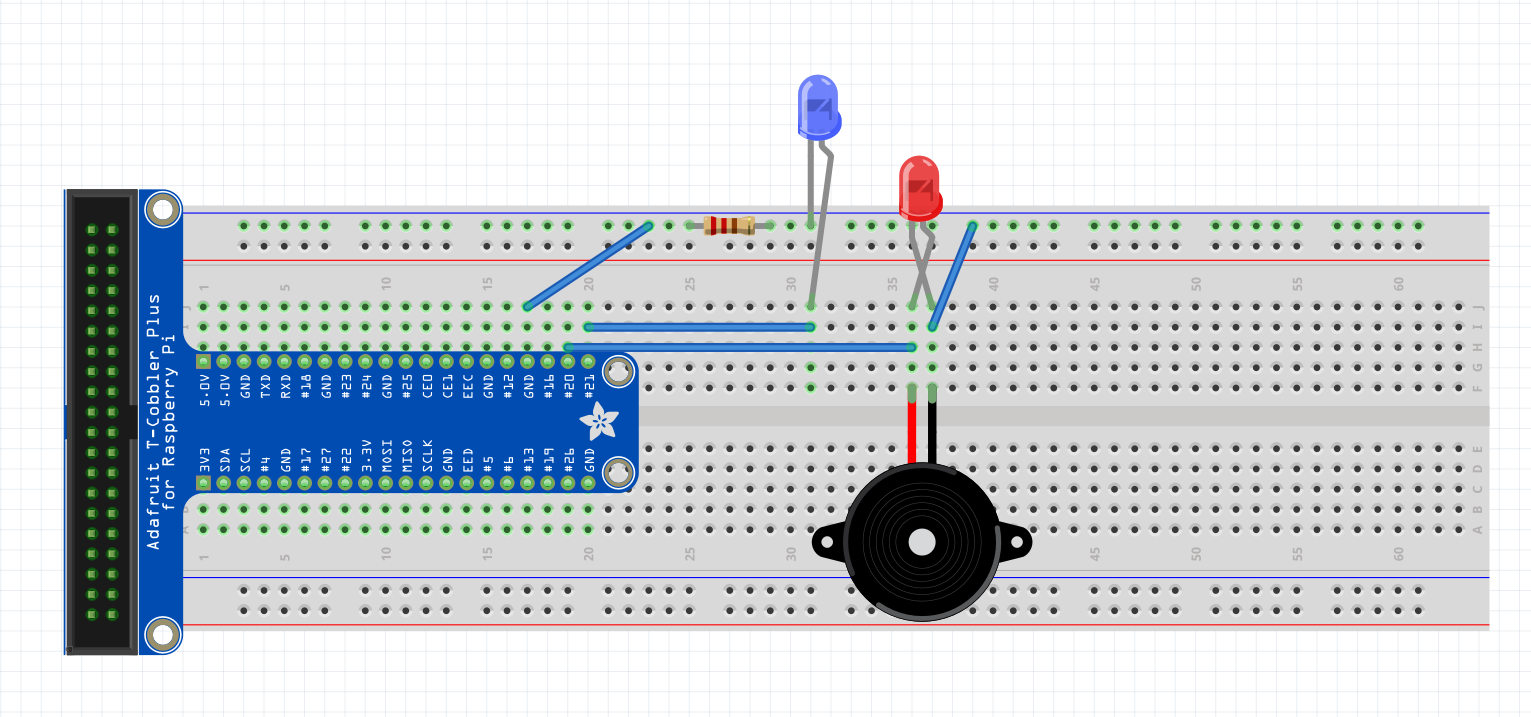 Adafruit T-Cobbler Plus
for Raspberry Pi
1 5 10 15 20 25 30 35 40 45 50 55 60
J J
I I
H
G
F
5.0V 5.0V GND TXD RXD #18 GND #23 #24 GND #25 CE0 CE1 EEC GND #12 GND #16 #20 #21
3V3 SDA SCL #4 GND #17 #27 #22 3.3V MOSI MISO SCLK GND EED #5 #6 #13 #19 #26 GND
E
D
C
B B
A A
1 5 10 15 20 25 30 45 50 55 60